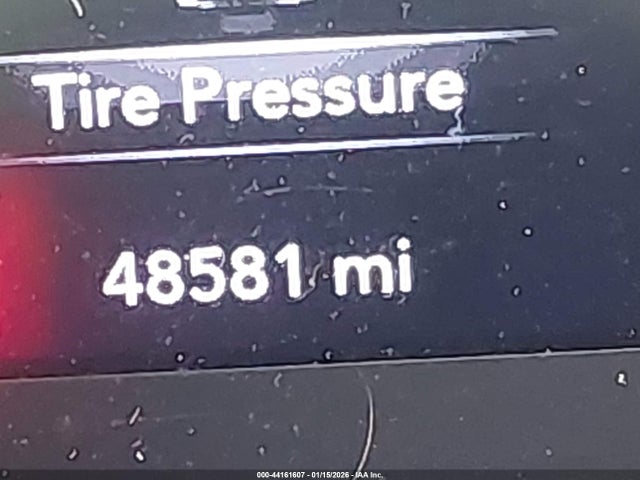 Tire Pressure
48581 mi
000-44161607 - 01/15/2026 - IAA Inc.